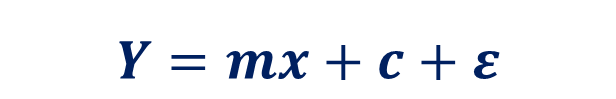 Y = mx + c + ε